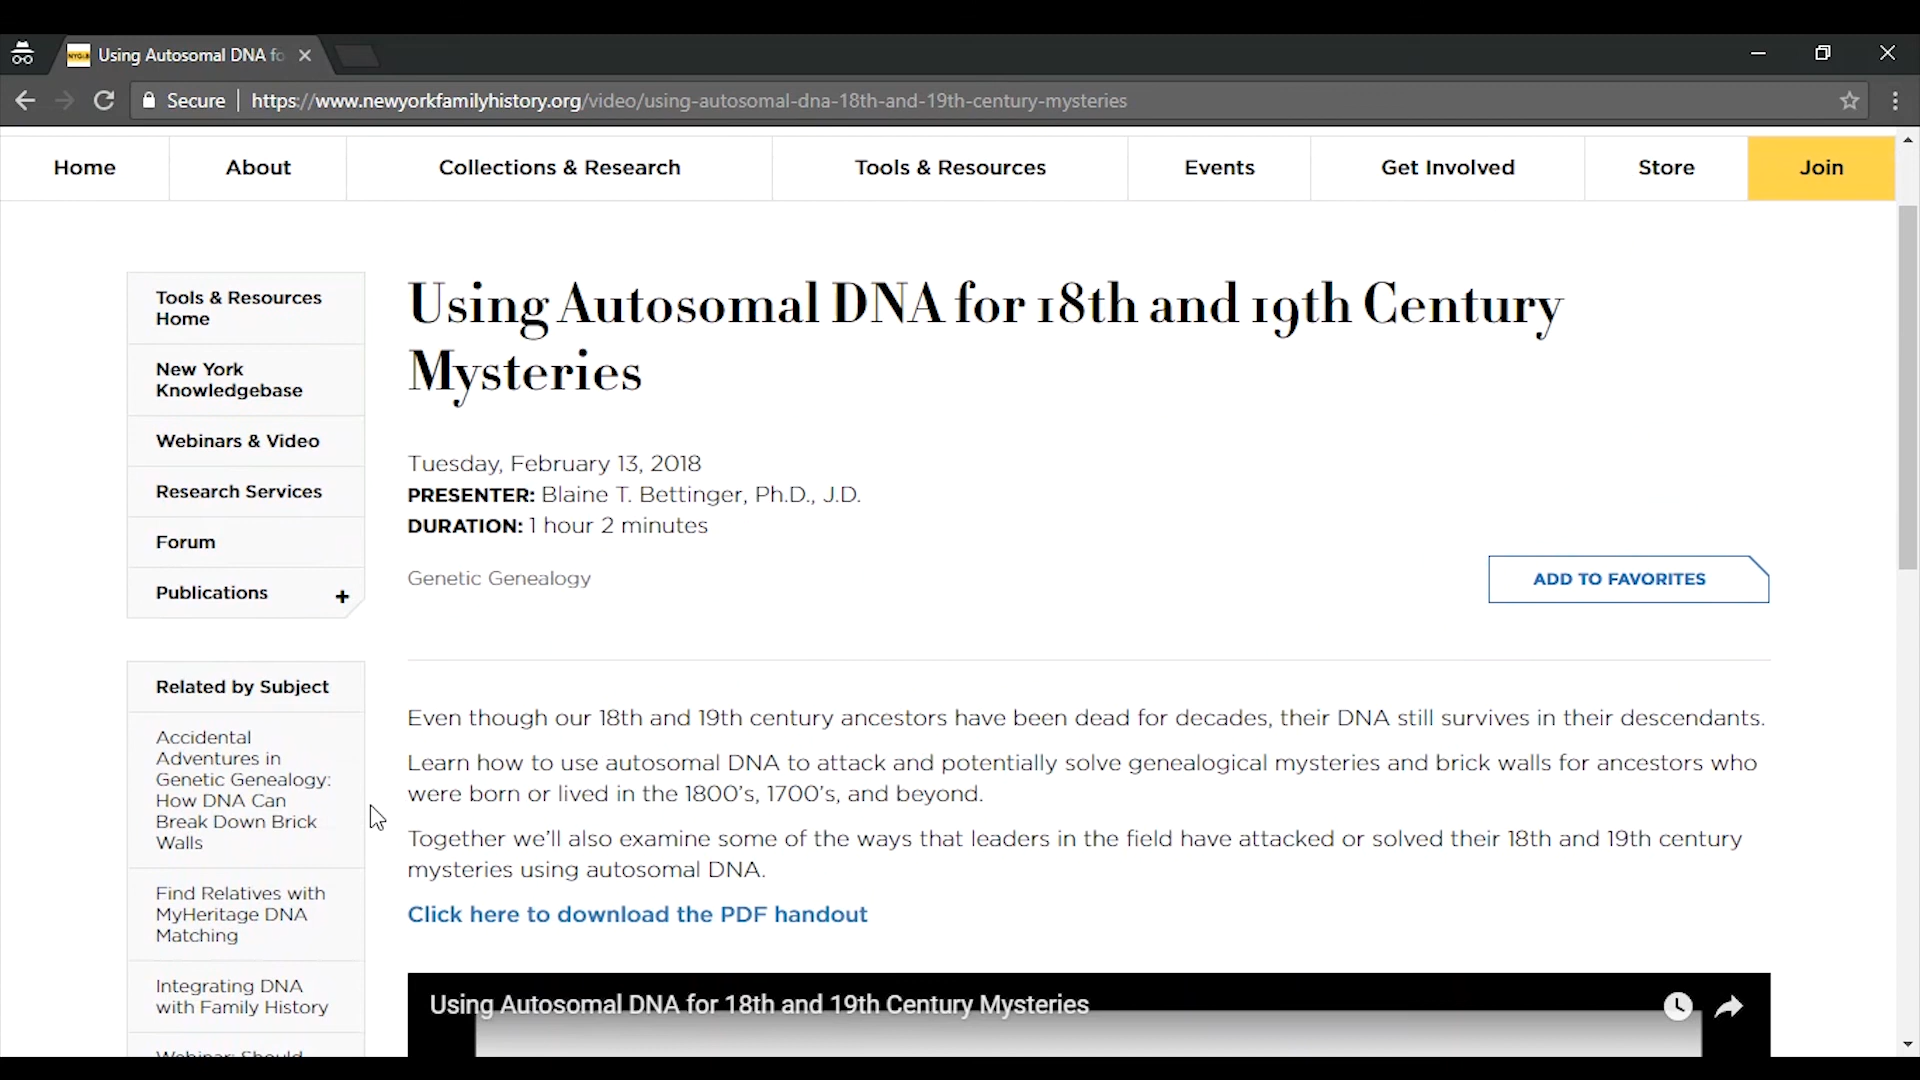 Using Autosomal DNA fo
Secure https://www.newyorkfamilyhistory.org/video/using-autosomal-dna-18th-and-19th-century-mysteries
Home About Collections & Research Tools & Resources Events Get Involved Store Join
Tools & Resources
Home
New York
Knowledgebase
Webinars & Video
Research Services
Forum
Publications +
Related by Subject
Accidental
Adventures in
Genetic Genealogy:
How DNA Can
Break Down Brick
Walls
Find Relatives with
MyHeritage DNA
Matching
Integrating DNA
with Family History
Webinar: Should
Using Autosomal DNA for 18th and 19th Century
Mysteries
Tuesday, February 13, 2018
PRESENTER: Blaine T. Bettinger, Ph.D., J.D.
DURATION: 1 hour 2 minutes
Genetic Genealogy
ADD TO FAVORITES
Even though our 18th and 19th century ancestors have been dead for decades, their DNA still survives in their descendants.
Learn how to use autosomal DNA to attack and potentially solve genealogical mysteries and brick walls for ancestors who
were born or lived in the 1800's, 1700's, and beyond.
Together we'll also examine some of the ways that leaders in the field have attacked or solved their 18th and 19th century
mysteries using autosomal DNA.
Click here to download the PDF handout
Using Autosomal DNA for 18th and 19th Century Mysteries